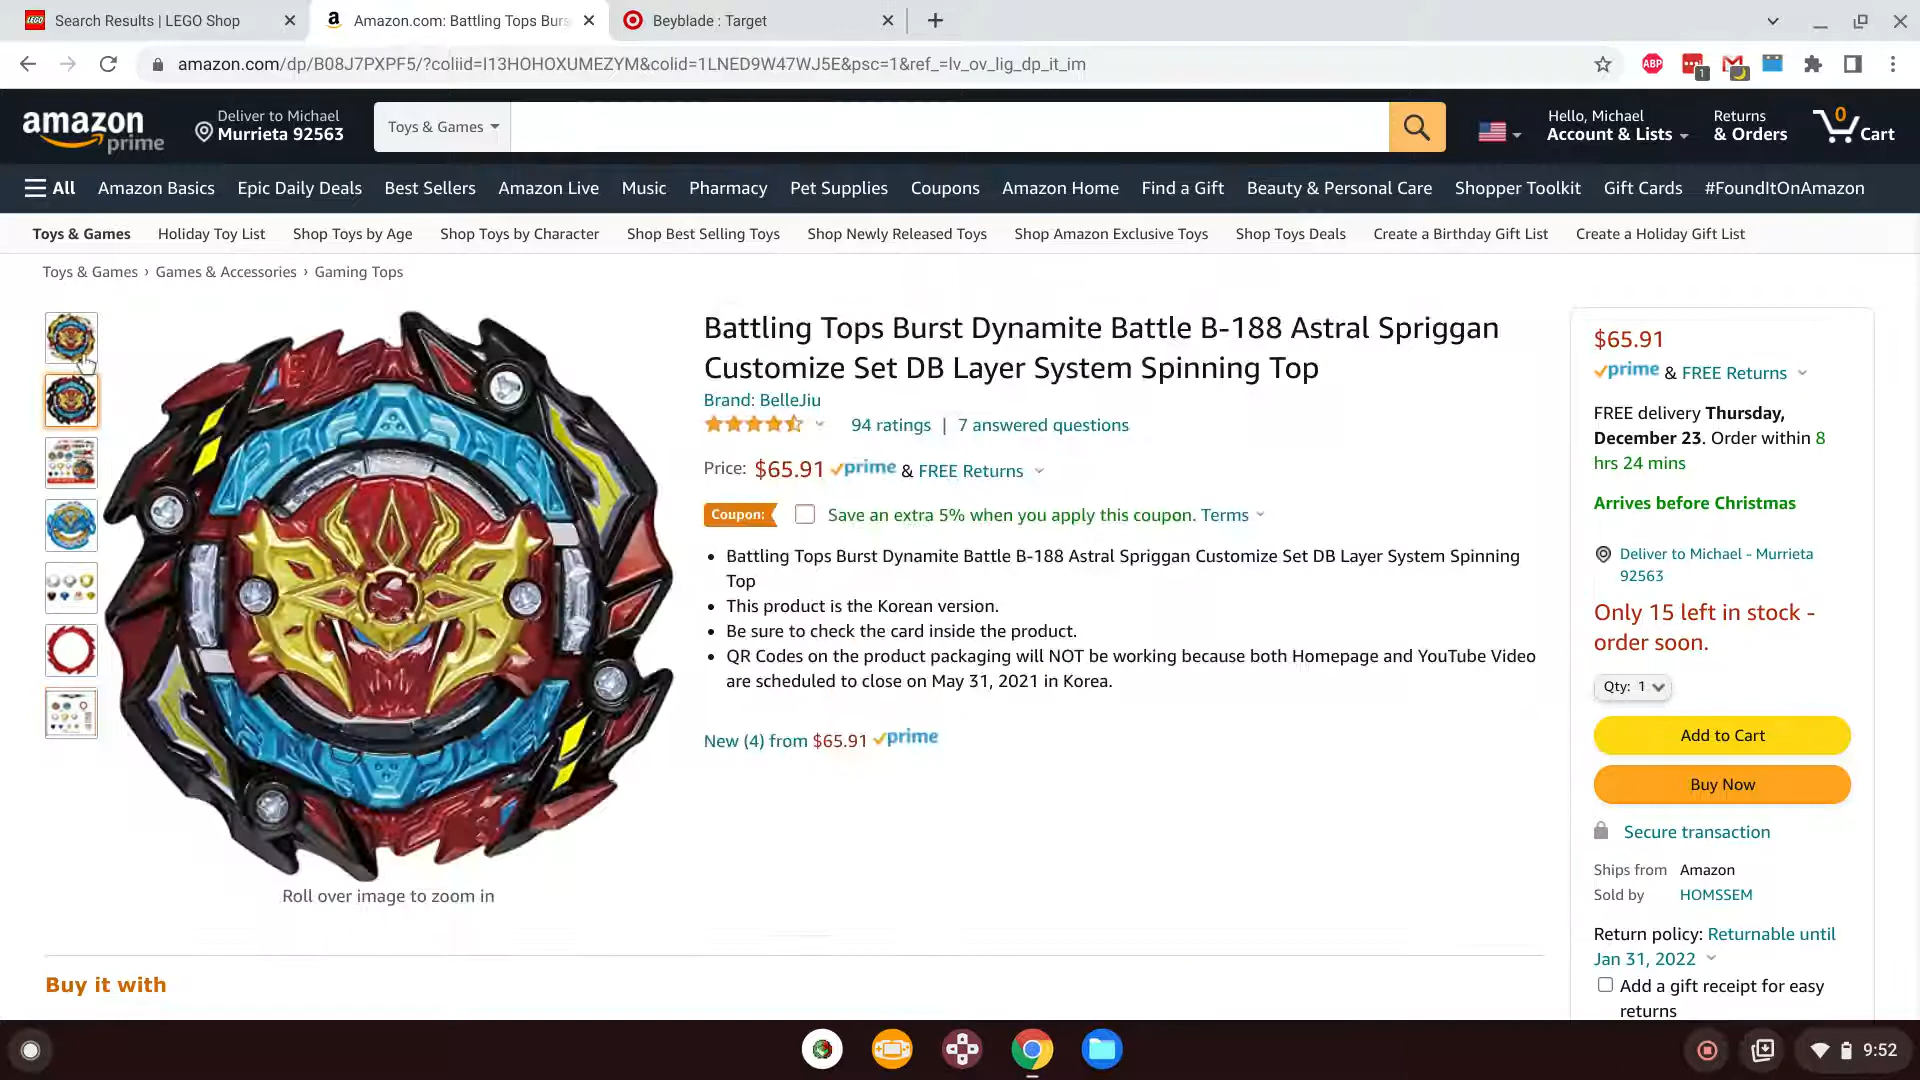 Search Results | LEGO Shop
Amazon.com: Battling Tops Burs
Beyblade : Target
amazon.com/dp/B08J7PXPF5/?coliid=I13HOHOXUMEZYM&colid=1LNED9W47WJ5E&psc=1&ref_=lv_ov_lig_dp_it_im
ABP
1
amazon prime
Deliver to Michael
Murrieta 92563
Toys & Games
Hello, Michael
Account & Lists
Returns
& Orders
0
Cart
All Amazon Basics Epic Daily Deals Best Sellers Amazon Live Music Pharmacy Pet Supplies Coupons Amazon Home Find a Gift Beauty & Personal Care Shopper Toolkit Gift Cards #FoundItOnAmazon
Toys & Games Holiday Toy List Shop Toys by Age Shop Toys by Character Shop Best Selling Toys Shop Newly Released Toys Shop Amazon Exclusive Toys Shop Toys Deals Create a Birthday Gift List Create a Holiday Gift List
Toys & Games › Games & Accessories › Gaming Tops
Roll over image to zoom in
Battling Tops Burst Dynamite Battle B-188 Astral Spriggan
Customize Set DB Layer System Spinning Top
Brand: BelleJiu
94 ratings | 7 answered questions
Price: $65.91 prime & FREE Returns
Coupon: Save an extra 5% when you apply this coupon. Terms
• Battling Tops Burst Dynamite Battle B-188 Astral Spriggan Customize Set DB Layer System Spinning
Top
• This product is the Korean version.
• Be sure to check the card inside the product.
• QR Codes on the product packaging will NOT be working because both Homepage and YouTube Video
are scheduled to close on May 31, 2021 in Korea.
New (4) from $65.91 prime
$65.91
prime & FREE Returns
FREE delivery Thursday,
December 23. Order within 8
hrs 24 mins
Arrives before Christmas
Deliver to Michael - Murrieta
92563
Only 15 left in stock -
order soon.
Qty: 1
Add to Cart
Buy Now
Secure transaction
Ships from Amazon
Sold by HOMSSEM
Return policy: Returnable until
Jan 31, 2022
Add a gift receipt for easy
returns
Buy it with
9:52